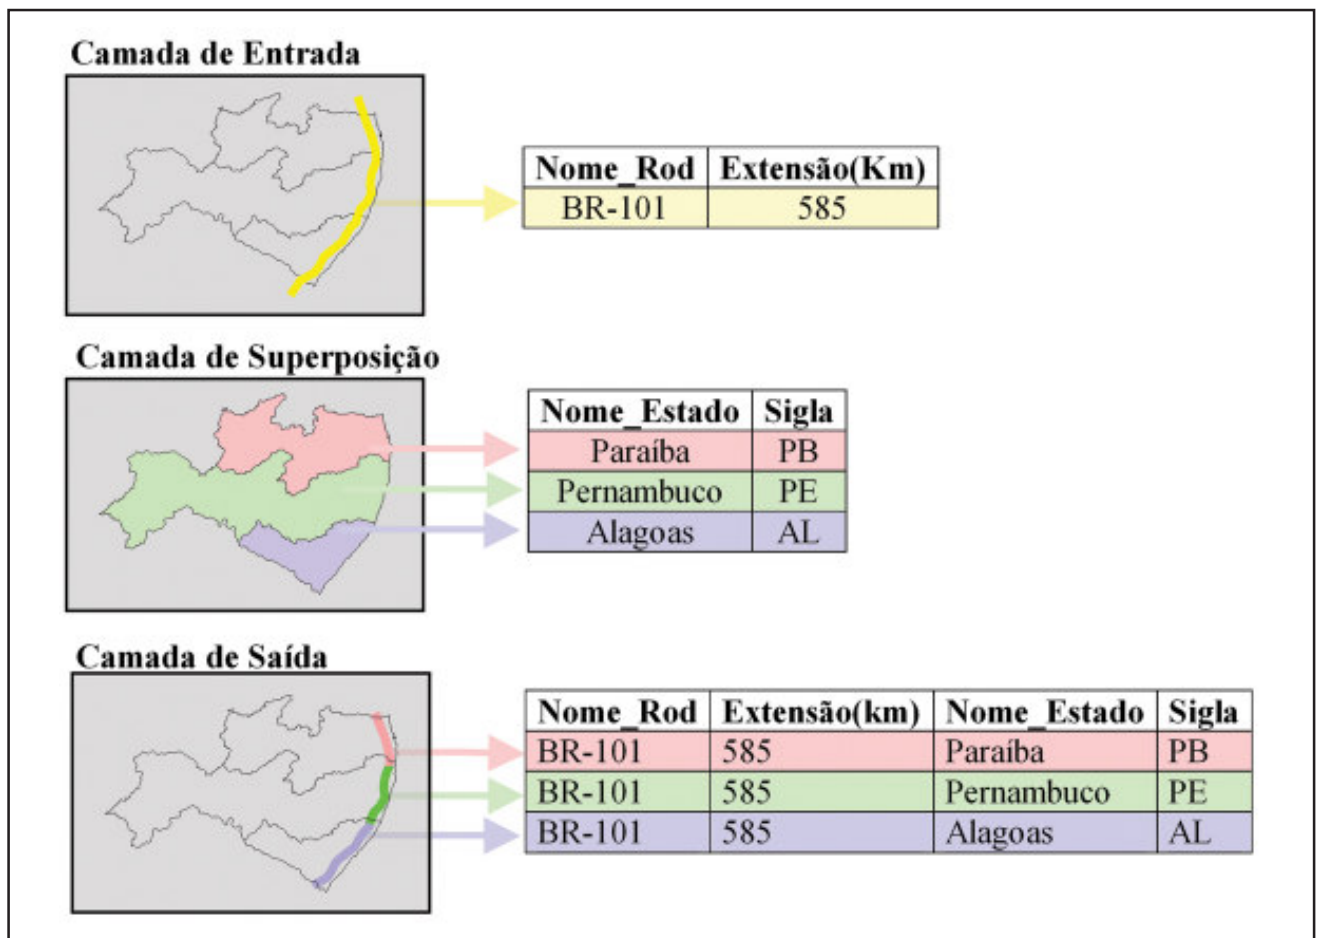 Camada de Entrada
Nome_Rod Extensão(Km)
BR-101 585
Camada de Superposição
Nome_Estado Sigla
Paraíba PB
Pernambuco PE
Alagoas AL
Camada de Saída
Nome_Rod Extensão(km) Nome_Estado Sigla
BR-101 585 Paraíba PB
BR-101 585 Pernambuco PE
BR-101 585 Alagoas AL